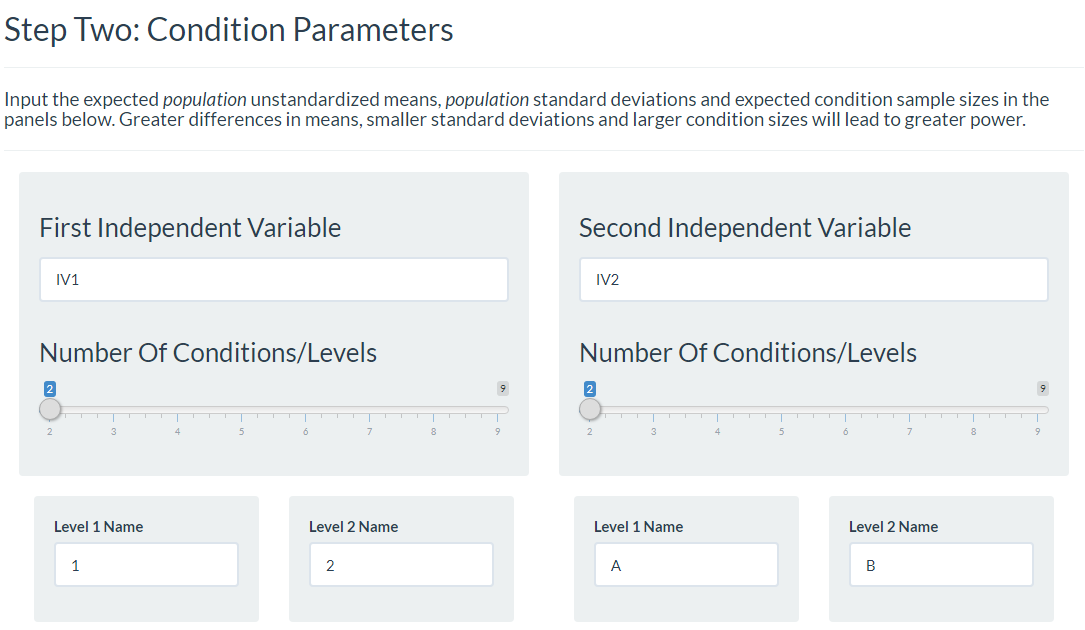 Step Two: Condition Parameters
Input the expected population unstandardized means, population standard deviations and expected condition sample sizes in the
panels below. Greater differences in means, smaller standard deviations and larger condition sizes will lead to greater power.
First Independent Variable
IV1
Number Of Conditions/Levels
2 9
2 3 4 5 6 7 8 9
Second Independent Variable
IV2
Number Of Conditions/Levels
2 9
2 3 4 5 6 7 8 9
Level 1 Name
1
Level 2 Name
2
Level 1 Name
A
Level 2 Name
B